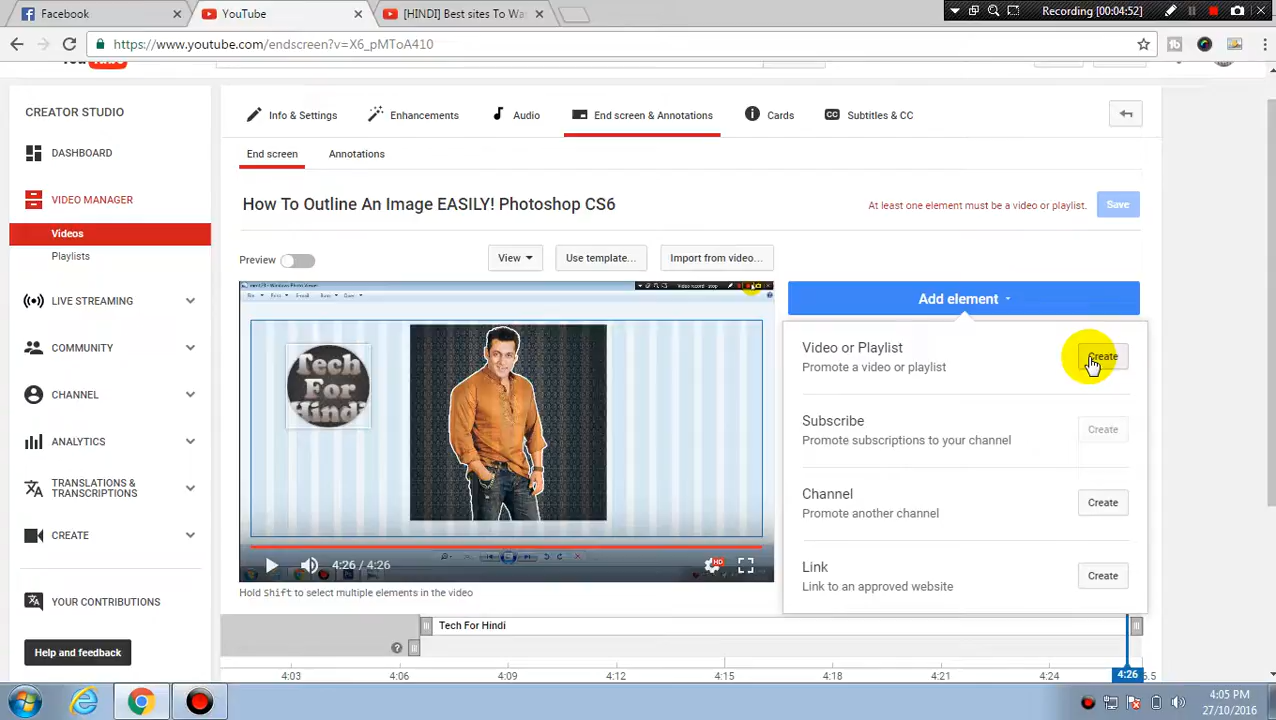 Facebook
YouTube
[HINDI] Best sites To Wa
Recording [00:04:52]
https://www.youtube.com/endscreen?v=X6_pMToA410
CREATOR STUDIO
Info & Settings
Enhancements
Audio
End screen & Annotations
Cards
CC Subtitles & CC
DASHBOARD
End screen
Annotations
VIDEO MANAGER
How To Outline An Image EASILY! Photoshop CS6
At least one element must be a video or playlist.
Save
Videos
Playlists
Preview
View
Use template...
Import from video...
LIVE STREAMING
Add element
COMMUNITY
Video or Playlist
Promote a video or playlist
Create
Tech
For
Hindi
CHANNEL
Subscribe
Promote subscriptions to your channel
Create
ANALYTICS
TRANSLATIONS &
TRANSCRIPTIONS
Channel
Promote another channel
Create
CREATE
4:26 / 4:26
HD
Link
Link to an approved website
Create
Hold Shift to select multiple elements in the video
YOUR CONTRIBUTIONS
Tech For Hindi
Help and feedback
?
4:03
4:06
4:09
4:12
4:15
4:18
4:21
4:24
4:26
6.5
4:05 PM
27/10/2016